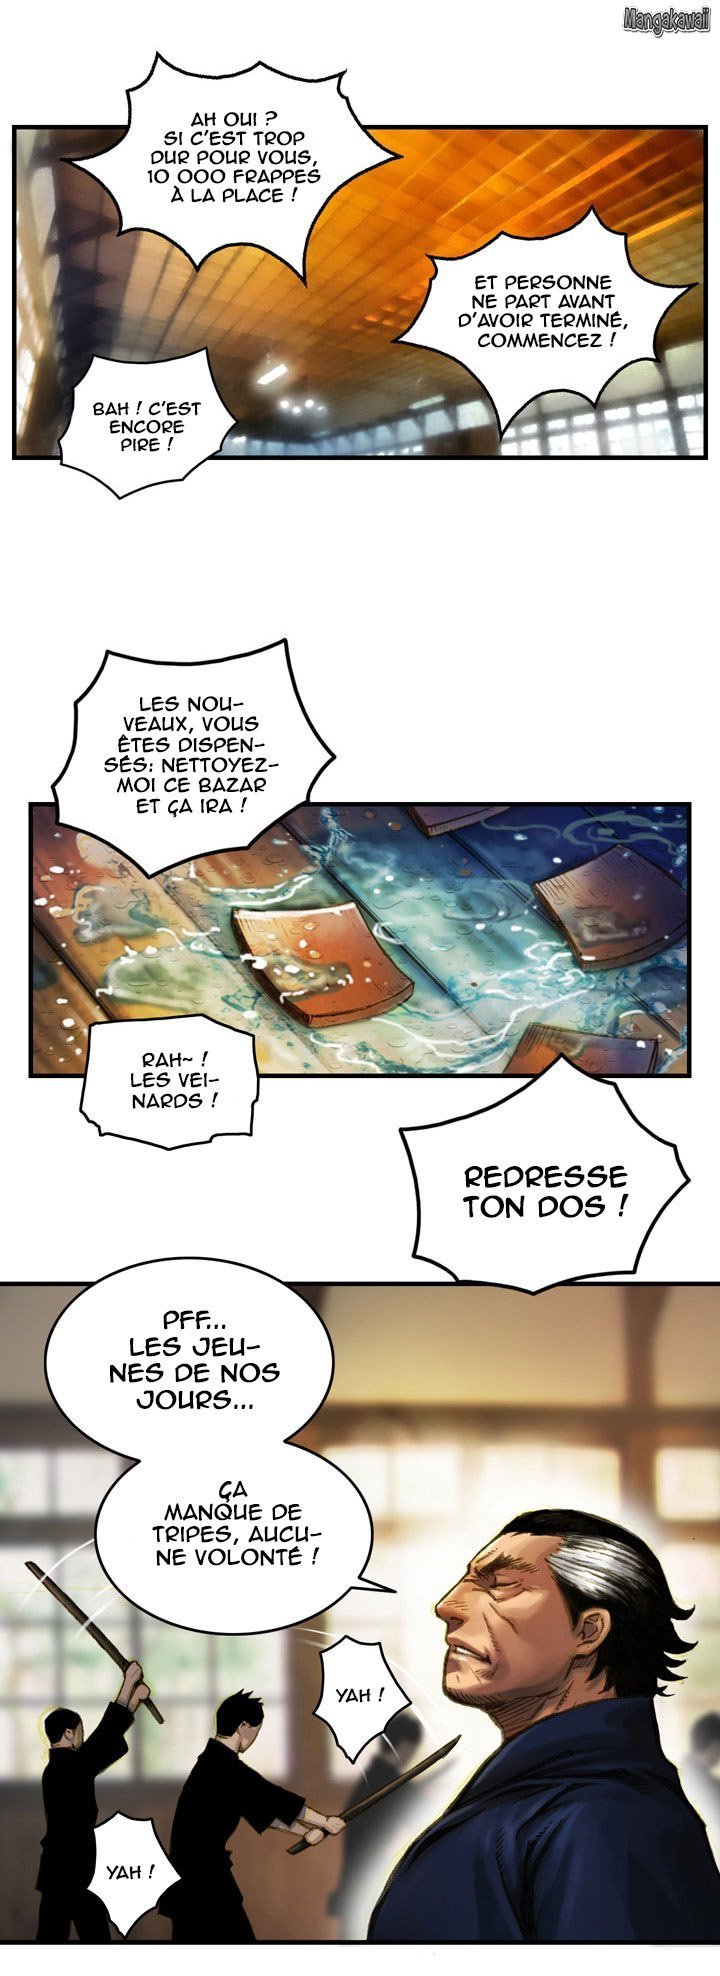 Mangakawaii
AH OUI ?
SI C'EST TROP
DUR POUR VOUS,
10 000 FRAPPES
À LA PLACE !
ET PERSONNE
NE PART AVANT
D'AVOIR TERMINÉ,
COMMENCEZ !
BAH ! C'EST
ENCORE
PIRE !
LES NOU-
VEAUX, VOUS
ÊTES DISPEN-
SÉS: NETTOYEZ-
MOI CE BAZAR
ET ÇA IRA !
RAH~ !
LES VEI-
NARDS !
REDRESSE
TON DOS !
PFF...
LES JEU-
NES DE NOS
JOURS...
ÇA
MANQUE DE
TRIPES, AUCU-
NE VOLONTÉ !
YAH !
YAH !